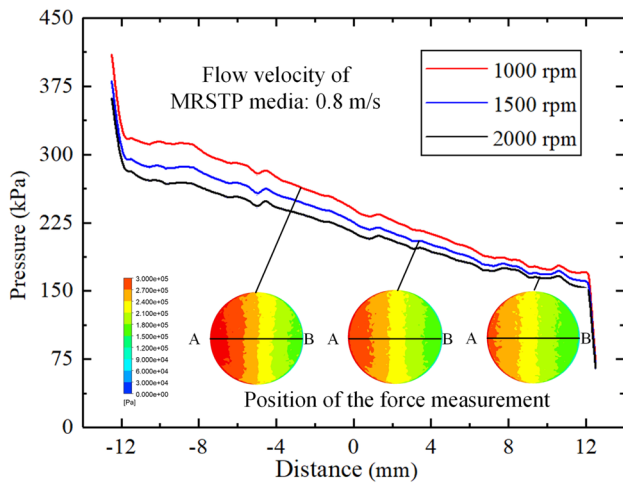 450
375
300
225
150
75
0
Pressure (kPa)
Flow velocity of
MRSTP media: 0.8 m/s
1000 rpm
1500 rpm
2000 rpm
3.000e+05
2.700e+05
2.400e+05
2.100e+05
1.800e+05
1.500e+05
1.200e+05
9.000e+04
6.000e+04
3.000e+04
0.000e+00
[Pa]
A B
A B
A B
Position of the force measurement
-12 -8 -4 0 4 8 12
Distance (mm)